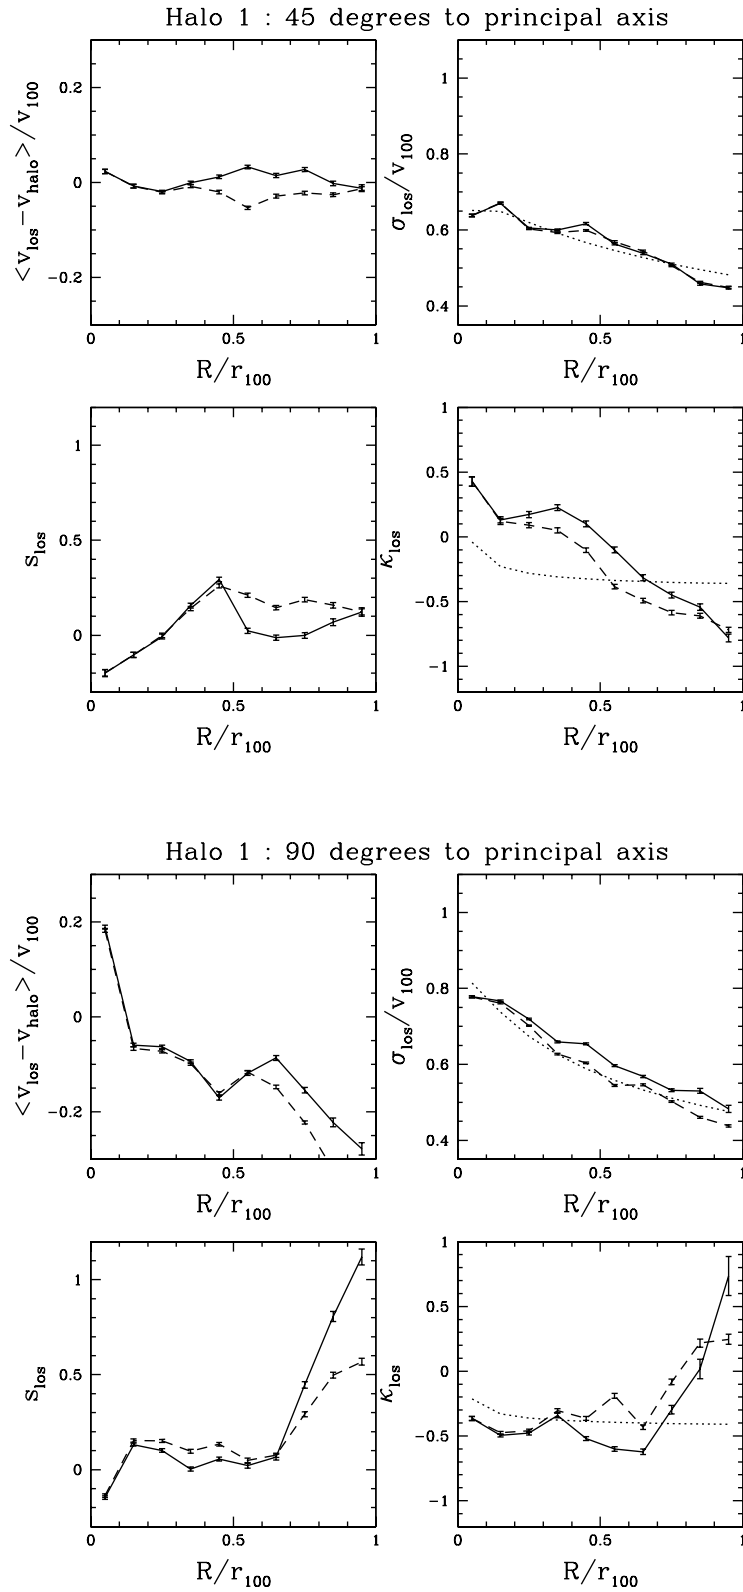 Halo 1 : 45 degrees to principal axis
<v_los−v_halo>/v_100
0.2
0
−0.2
0 0.5 1
R/r_100
σ_los/v_100
1
0.8
0.6
0.4
0 0.5 1
R/r_100
s_los
1
0.5
0
0 0.5 1
R/r_100
κ_los
1
0.5
0
−0.5
−1
0 0.5 1
R/r_100
Halo 1 : 90 degrees to principal axis
<v_los−v_halo>/v_100
0.2
0
−0.2
0 0.5 1
R/r_100
σ_los/v_100
1
0.8
0.6
0.4
0 0.5 1
R/r_100
s_los
1
0.5
0
0 0.5 1
R/r_100
κ_los
1
0.5
0
−0.5
−1
0 0.5 1
R/r_100